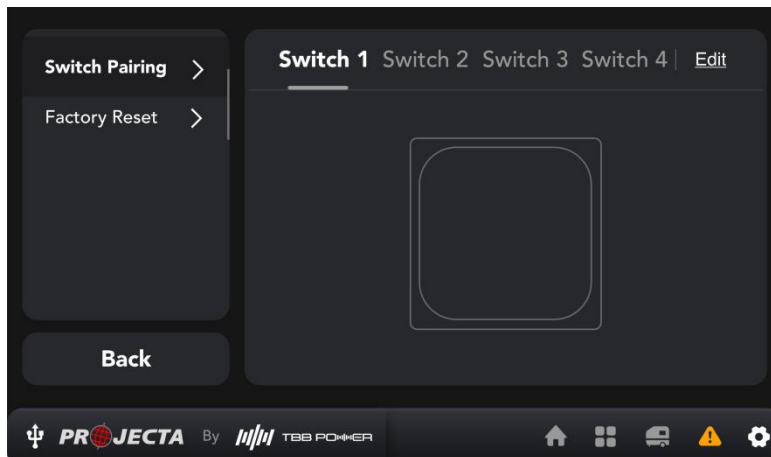 Switch Pairing
Switch 1 Switch 2 Switch 3 Switch 4 Edit
Factory Reset
Back
PROJECTA By TBB POWER